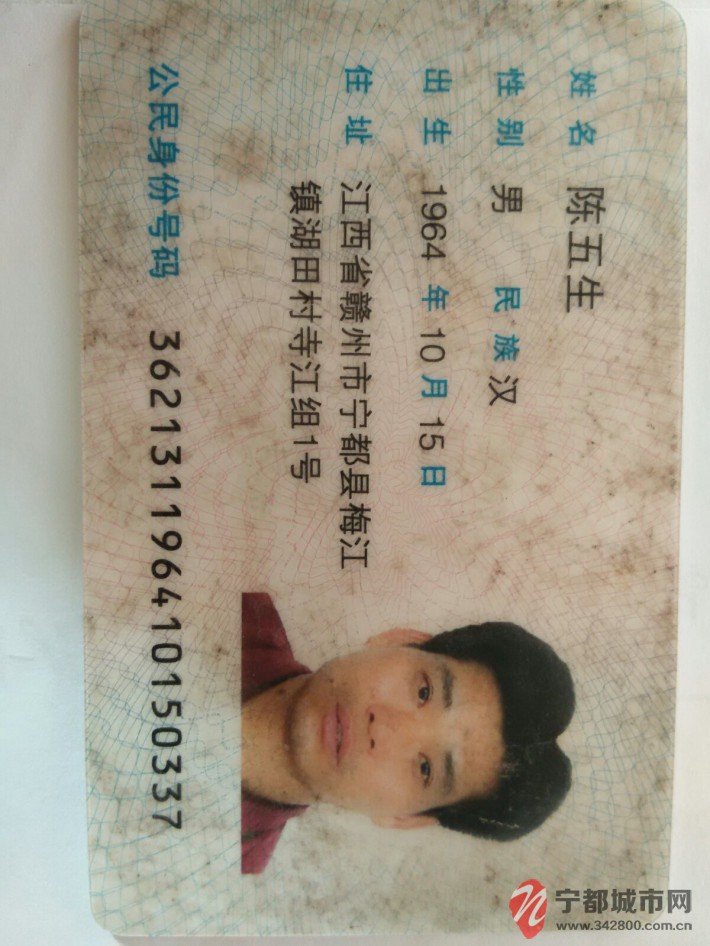 姓名 陈五生
性别 男 民族 汉
出生 1964 年 10 月 15 日
住址 江西省赣州市宁都县梅江
镇湖田村寺江组1号
公民身份号码 362131196410150337
宁都城市网
www.342800.com.cn